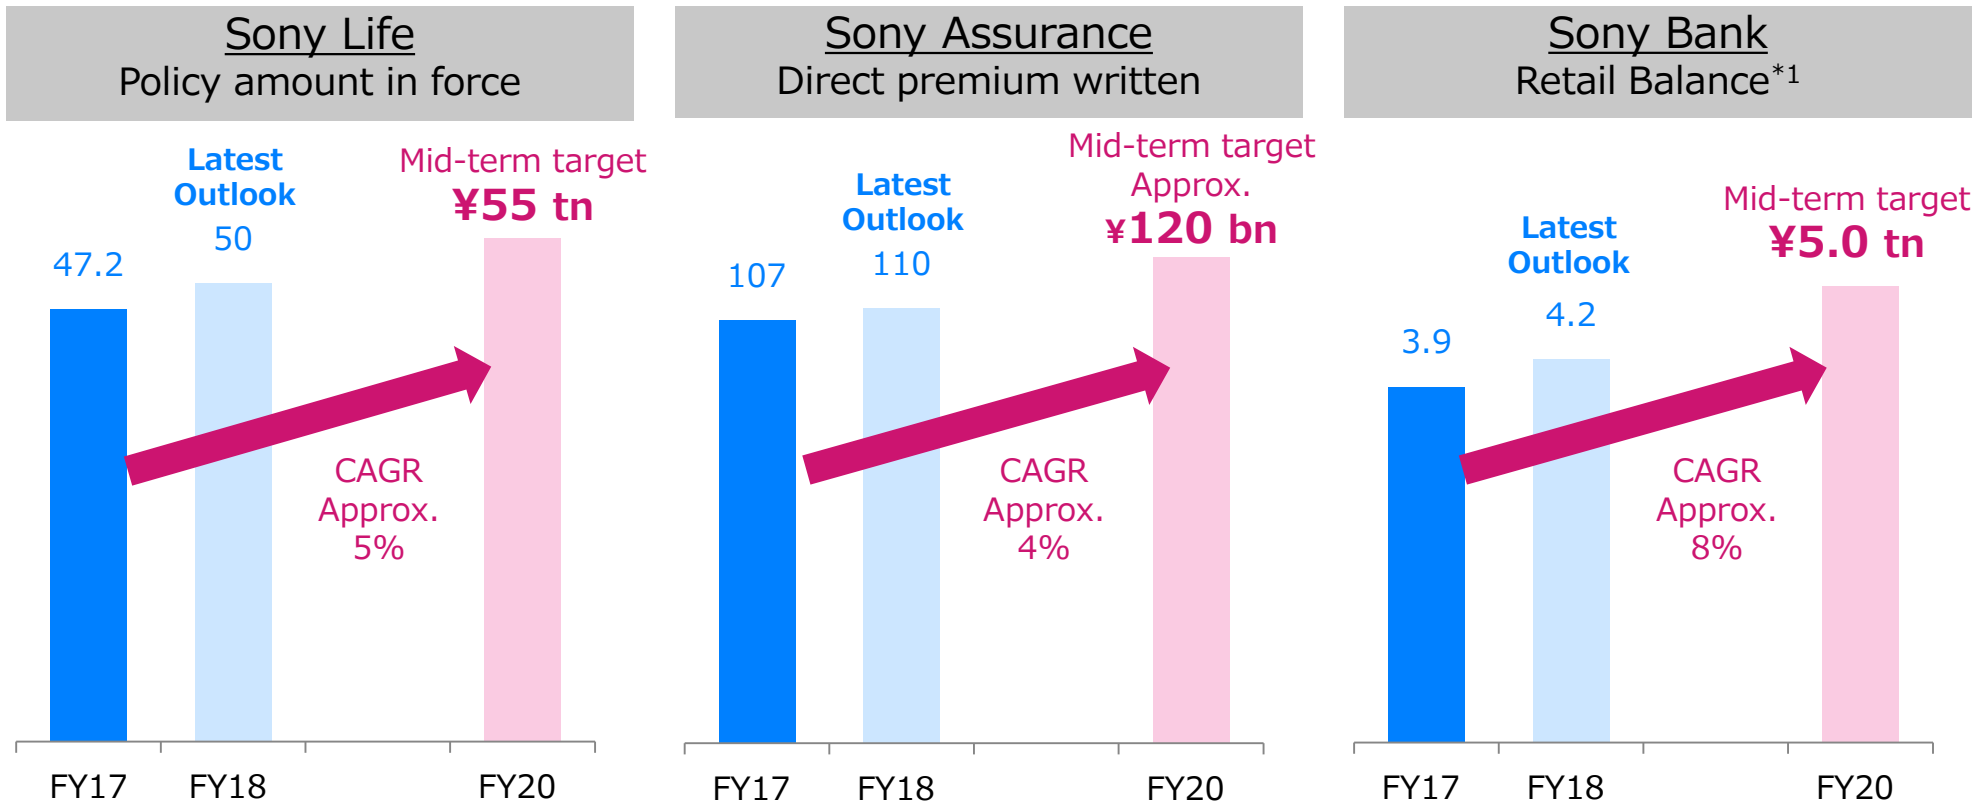 Sony Life
Policy amount in force
Latest
Outlook
50
47.2
Mid-term target
¥55 tn
CAGR
Approx.
5%
FY17
FY18
FY20
Sony Assurance
Direct premium written
Latest
Outlook
110
107
Mid-term target
Approx.
¥120 bn
CAGR
Approx.
4%
FY17
FY18
FY20
Sony Bank
Retail Balance*1
Latest
Outlook
4.2
3.9
Mid-term target
¥5.0 tn
CAGR
Approx.
8%
FY17
FY18
FY20